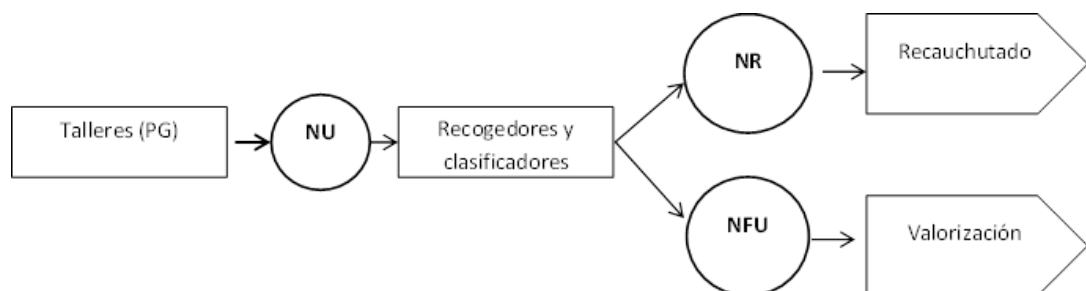 Talleres (PG)
NU
Recogedores y
clasificadores
NR
Recauchutado
NFU
Valorización